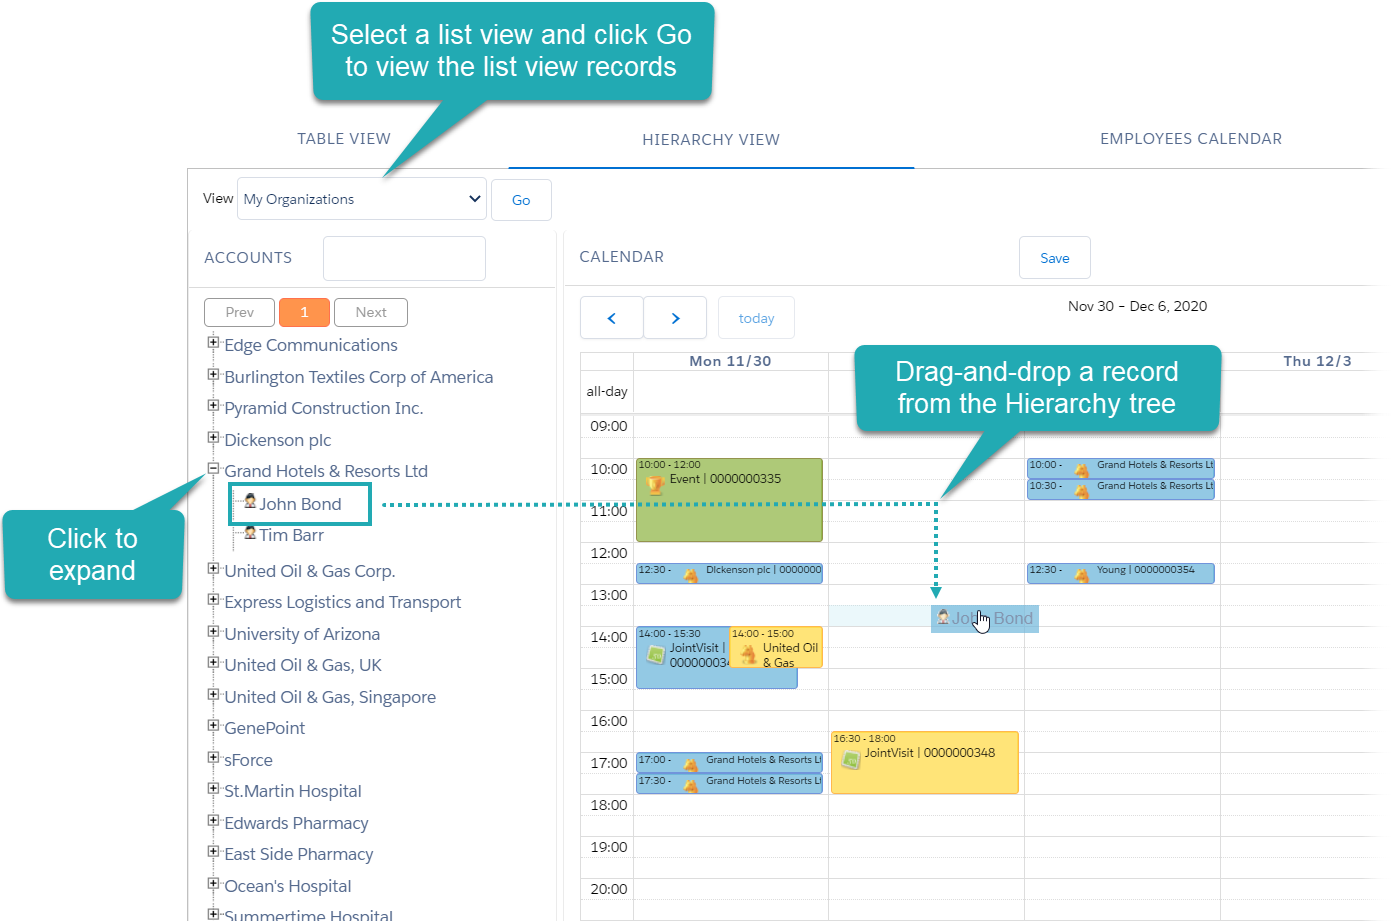 Select a list view and click Go
to view the list view records
TABLE VIEW
HIERARCHY VIEW
EMPLOYEES CALENDAR
View
My Organizations
Go
ACCOUNTS
CALENDAR
Save
Prev
1
Next
today
Nov 30 – Dec 6, 2020
Edge Communications
Burlington Textiles Corp of America
Pyramid Construction Inc.
Dickenson plc
Grand Hotels & Resorts Ltd
John Bond
Tim Barr
United Oil & Gas Corp.
Express Logistics and Transport
University of Arizona
United Oil & Gas, UK
United Oil & Gas, Singapore
GenePoint
sForce
St.Martin Hospital
Edwards Pharmacy
East Side Pharmacy
Ocean's Hospital
Summertime Hospital
Click to
expand
Mon 11/30
Thu 12/3
Drag-and-drop a record
from the Hierarchy tree
all-day
09:00
10:00
11:00
12:00
13:00
14:00
15:00
16:00
17:00
18:00
19:00
20:00
10:00 - 12:00
Event | 0000000335
12:30 -
Dickenson plc | 0000000
14:00 - 15:30
JointVisit |
000000034
14:00 - 15:00
United Oil
& Gas
17:00 -
Grand Hotels & Resorts Lt
17:30 -
Grand Hotels & Resorts Lt
John Bond
16:30 - 18:00
JointVisit | 0000000348
10:00 -
Grand Hotels & Resorts Lt
10:30 -
Grand Hotels & Resorts Lt
12:30 -
Young | 0000000354